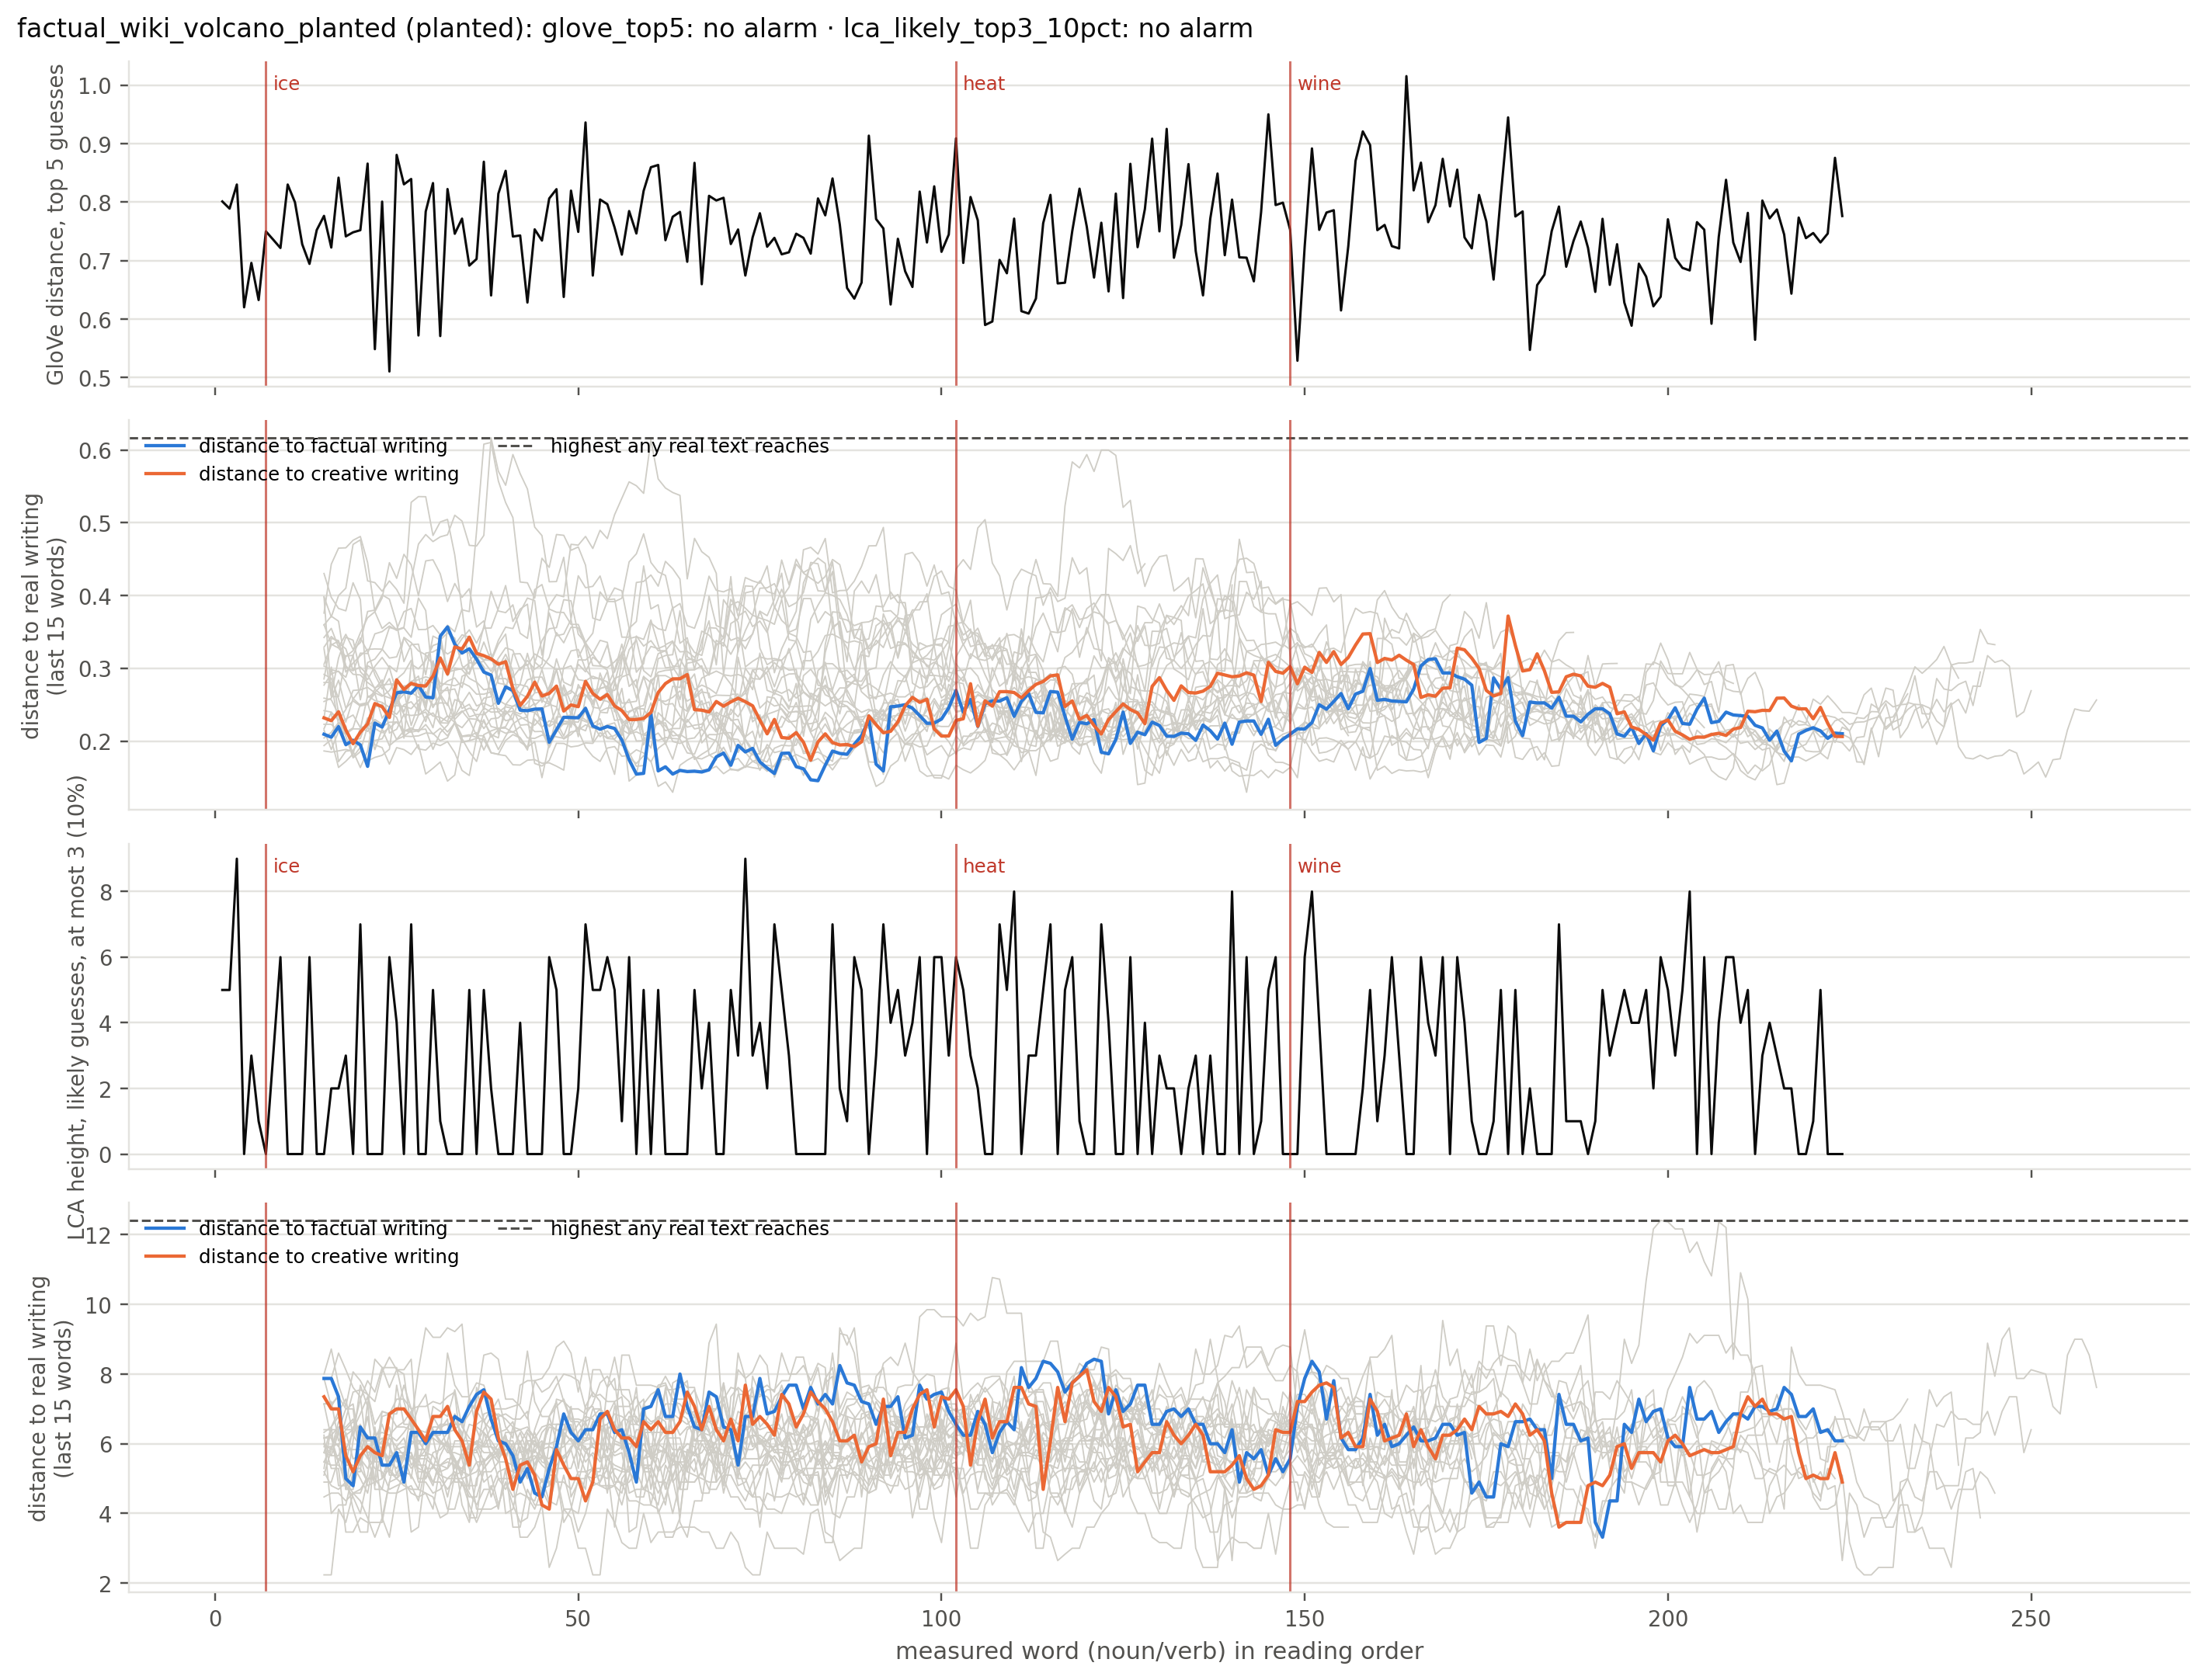 factual_wiki_volcano_planted (planted): glove_top5: no alarm · lca_likely_top3_10pct: no alarm
GloVe distance, top 5 guesses
1.0
0.9
0.8
0.7
0.6
0.5
ice
heat
wine
distance to real writing
(last 15 words)
0.6
0.5
0.4
0.3
0.2
distance to factual writing
distance to creative writing
highest any real text reaches
LCA height, likely guesses, at most 3 (10%)
8
6
4
2
0
ice
heat
wine
distance to real writing
(last 15 words)
12
10
8
6
4
2
distance to factual writing
distance to creative writing
highest any real text reaches
0
50
100
150
200
250
measured word (noun/verb) in reading order